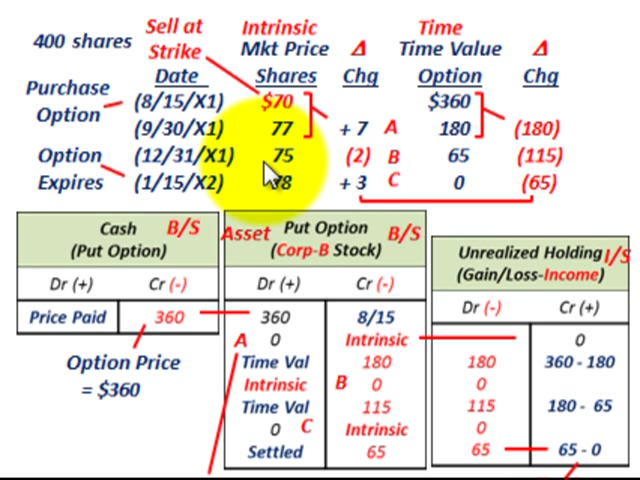 Sell at Intrinsic Time
400 shares Strike Mkt Price Δ Time Value Δ
Date Shares Chg Option Chg
Purchase Option
(8/15/X1) $70 $360
(9/30/X1) 77 + 7 A 180 (180)
Option (12/31/X1) 75 (2) B 65 (115)
Expires (1/15/X2) 78 + 3 C 0 (65)
Cash B/S
(Put Option)
Dr (+) Cr (-)
Price Paid 360
Option Price
= $360
Asset Put Option B/S
(Corp-B Stock)
Dr (+) Cr (-)
360 8/15
A 0 Intrinsic
Time Val 180
Intrinsic B 0
Time Val 115
0 C Intrinsic
Settled 65
Unrealized Holding I/S
(Gain/Loss-Income)
Dr (-) Cr (+)
0
180 360 - 180
0
115 180 - 65
0
65 65 - 0